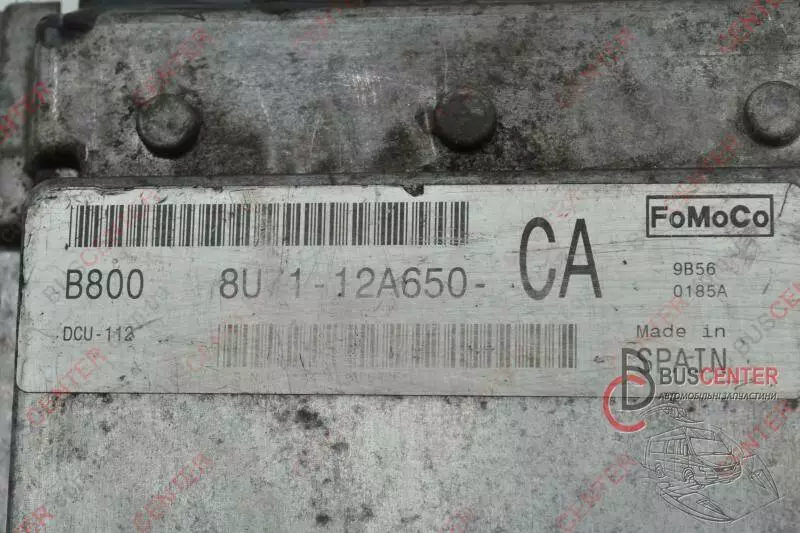 FoMoCo
B800 8U71-12A650- CA
9B56
0185A
DCU-112
Made in
SPAIN
BUSCENTER
АВТОМОБІЛЬНІ ЗАПЧАСТИНИ